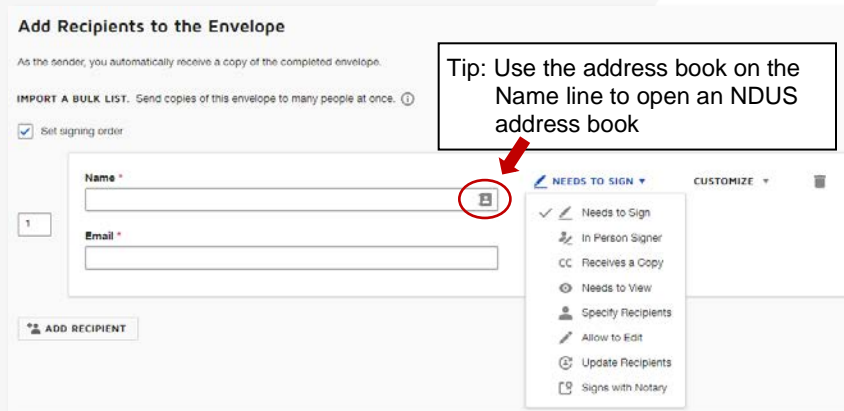 Add Recipients to the Envelope
As the sender, you automatically receive a copy of the completed envelope.
Tip: Use the address book on the
Name line to open an NDUS
address book
IMPORT A BULK LIST. Send copies of this envelope to many people at once.
Set signing order
Name *
NEEDS TO SIGN
CUSTOMIZE
1
Email *
Needs to Sign
In Person Signer
CC Receives a Copy
Needs to View
Specify Recipients
Allow to Edit
Update Recipients
Signs with Notary
ADD RECIPIENT